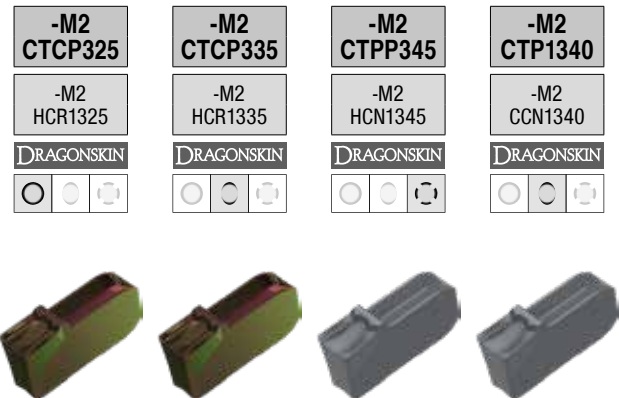 -M2
CTCP325
-M2
CTCP335
-M2
CTPP345
-M2
CTP1340
-M2
HCR1325
-M2
HCR1335
-M2
HCN1345
-M2
CCN1340
DRAGONSKIN
DRAGONSKIN
DRAGONSKIN
DRAGONSKIN